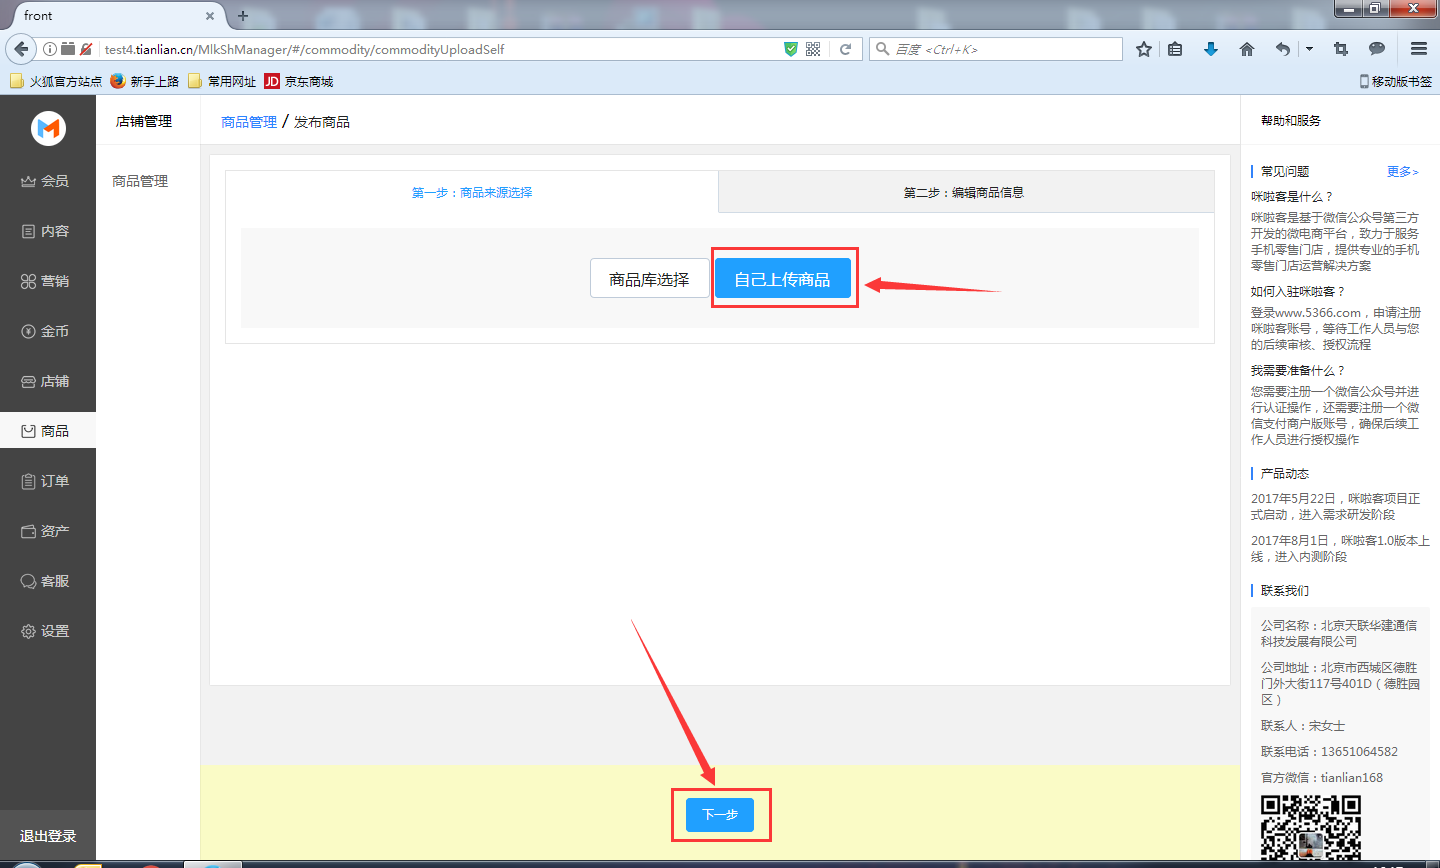 front
test4.tianlian.cn/MlkShManager/#/commodity/commodityUploadSelf
百度 <Ctrl+K>
火狐官方站点
新手上路
常用网址
JD 京东商城
移动版书签
会员
内容
营销
金币
店铺
商品
订单
资产
客服
设置
退出登录
店铺管理
商品管理
商品管理 / 发布商品
第一步：商品来源选择
第二步：编辑商品信息
商品库选择
自己上传商品
下一步
帮助和服务
常见问题
更多>
咪啦客是什么？
咪啦客是基于微信公众号第三方
开发的微电商平台，致力于服务
手机零售门店，提供专业的手机
零售门店运营解决方案
如何入驻咪啦客？
登录www.5366.com，申请注册
咪啦客账号，等待工作人员与您
的后续审核、授权流程
我需要准备什么？
您需要注册一个微信公众号并进
行认证操作，还需要注册一个微
信支付商户版账号，确保后续工
作人员进行授权操作
产品动态
2017年5月22日，咪啦客项目正
式启动，进入需求研发阶段
2017年8月1日，咪啦客1.0版本上
线，进入内测阶段
联系我们
公司名称：北京天联华建通信
科技发展有限公司
公司地址：北京市西城区德胜
门外大街117号401D（德胜园
区）
联系人：宋女士
联系电话：13651064582
官方微信：tianlian168